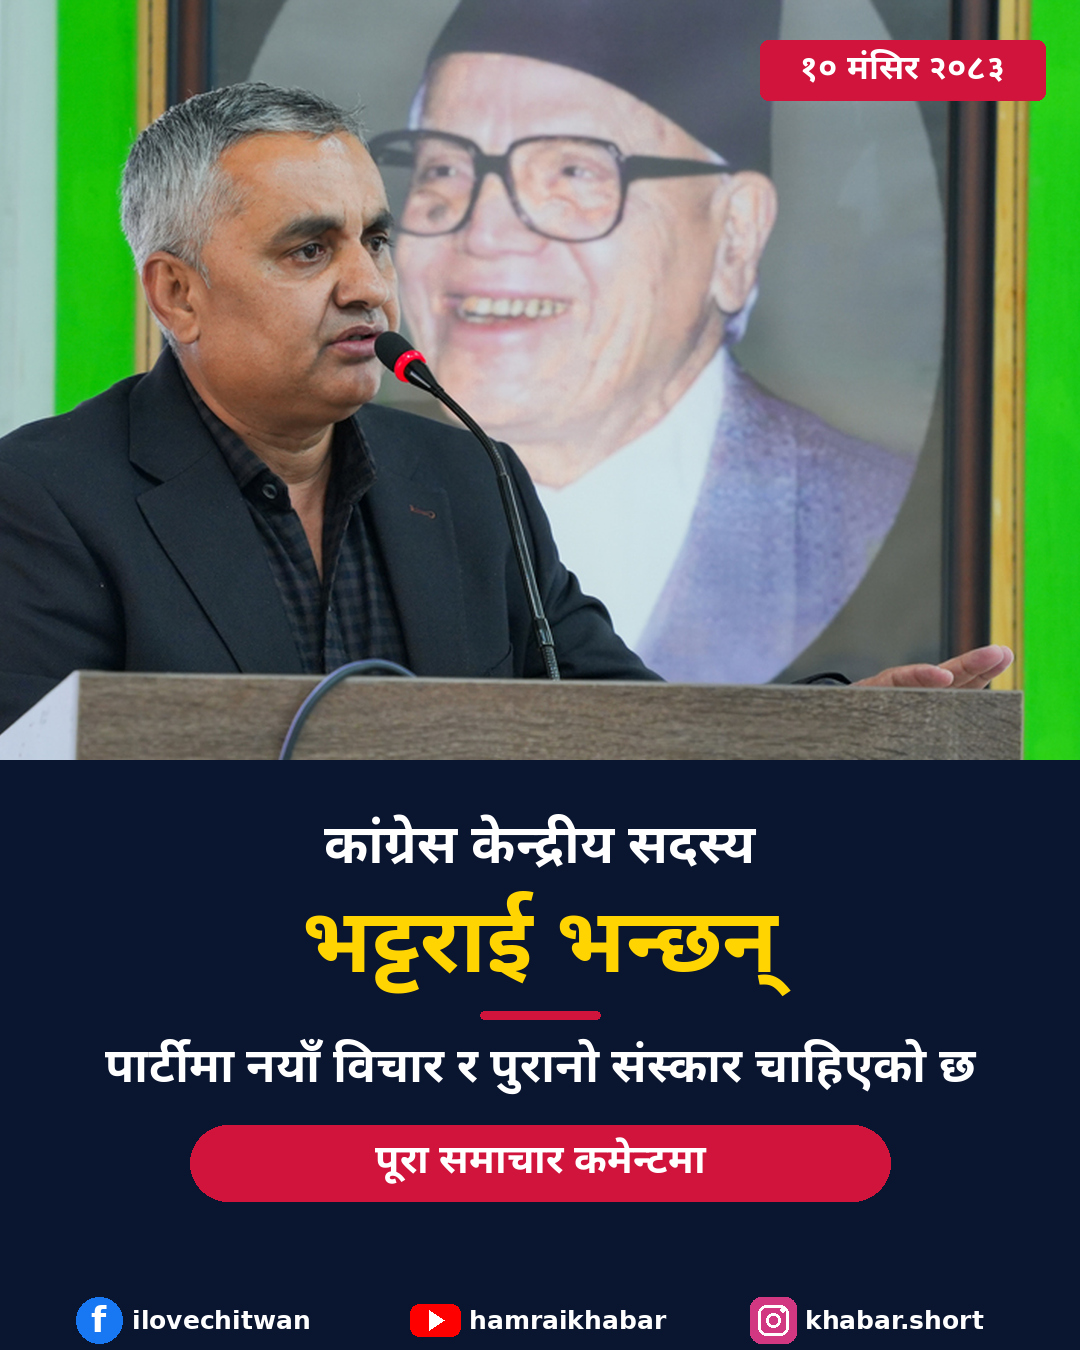 १० मंसिर २०८३
कांग्रेस केन्द्रीय सदस्य
भट्टराई भन्छन्
पार्टीमा नयाँ विचार र पुरानो संस्कार चाहिएको छ
पूरा समाचार कमेन्टमा
ilovechitwan hamraikhabar khabar.short